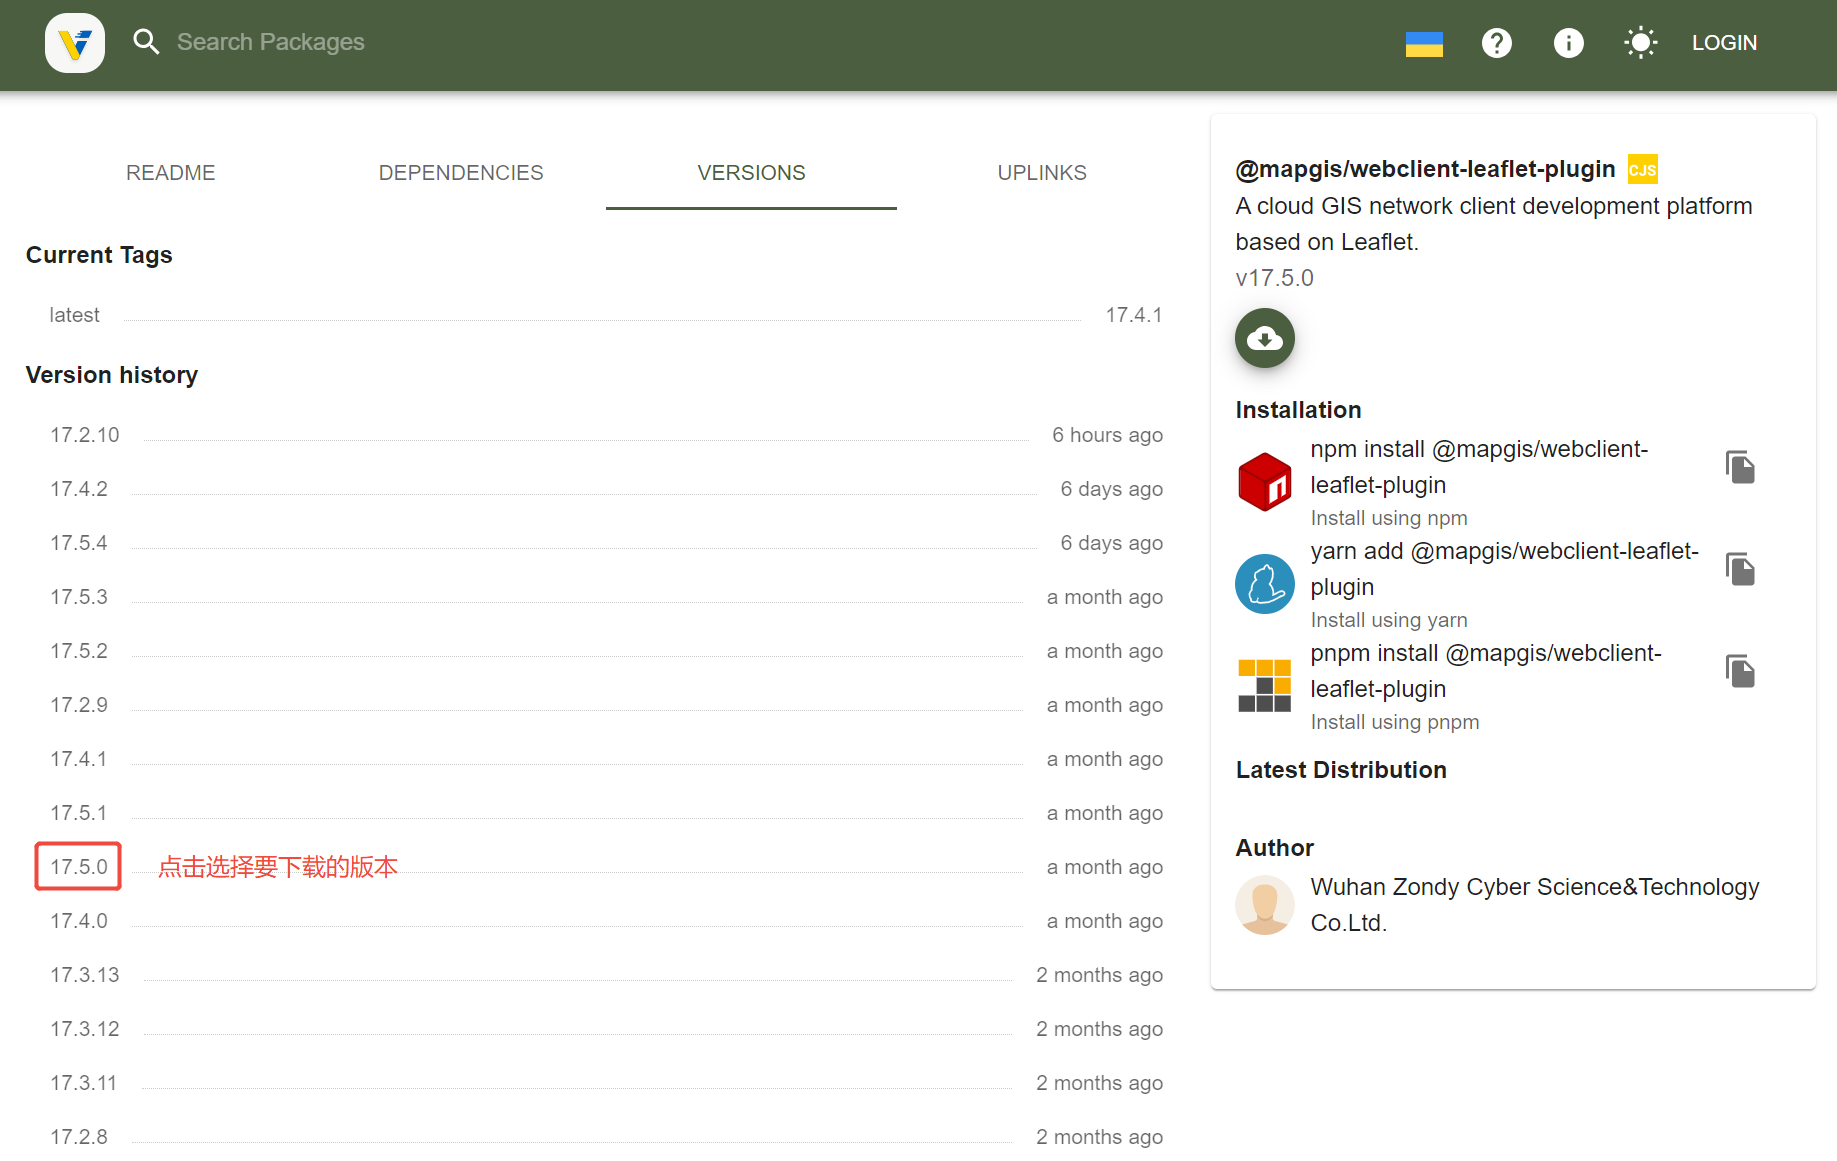 Search Packages
LOGIN
README
DEPENDENCIES
VERSIONS
UPLINKS
Current Tags
latest
17.4.1
Version history
17.2.10
6 hours ago
17.4.2
6 days ago
17.5.4
6 days ago
17.5.3
a month ago
17.5.2
a month ago
17.2.9
a month ago
17.4.1
a month ago
17.5.1
a month ago
17.5.0
点击选择要下载的版本
a month ago
17.4.0
a month ago
17.3.13
2 months ago
17.3.12
2 months ago
17.3.11
2 months ago
17.2.8
2 months ago
@mapgis/webclient-leaflet-plugin
CJS
A cloud GIS network client development platform
based on Leaflet.
v17.5.0
Installation
npm install @mapgis/webclient-
leaflet-plugin
Install using npm
yarn add @mapgis/webclient-leaflet-
plugin
Install using yarn
pnpm install @mapgis/webclient-
leaflet-plugin
Install using pnpm
Latest Distribution
Author
Wuhan Zondy Cyber Science&Technology
Co.Ltd.